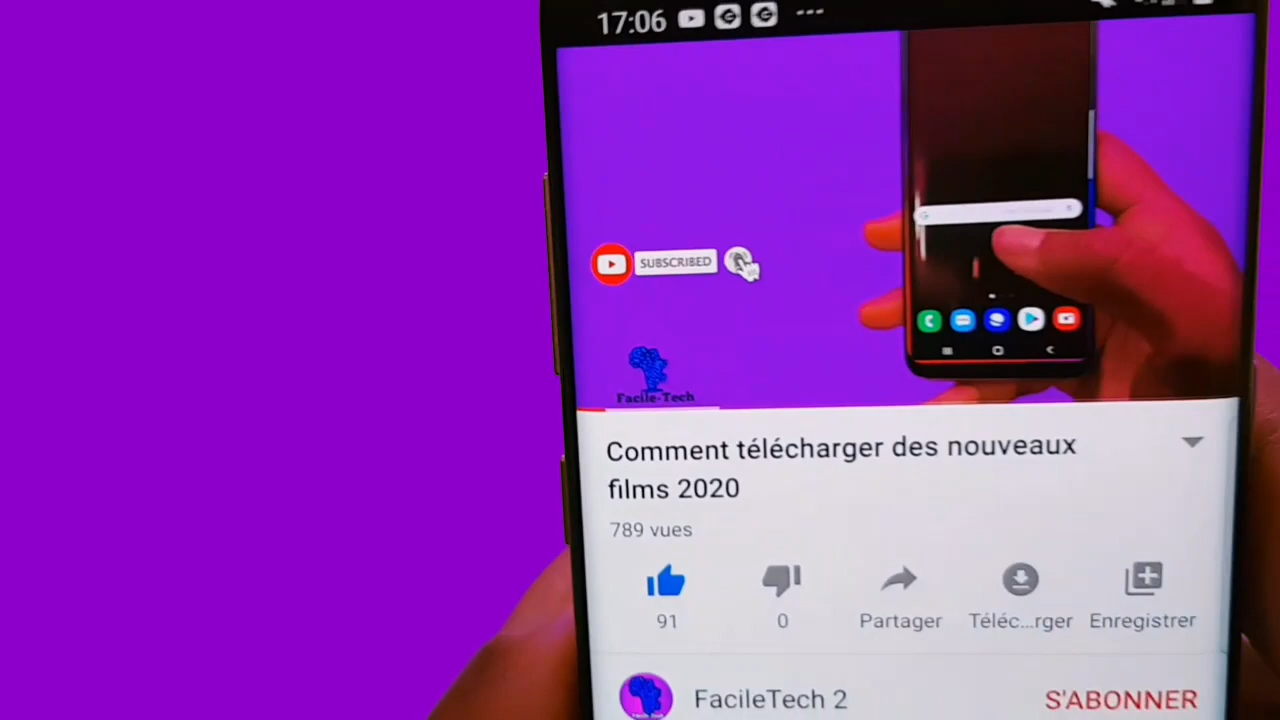 17:06
SUBSCRIBED
Facile-Tech
Comment télécharger des nouveaux
films 2020
789 vues
91
0
Partager
Téléc...rger
Enregistrer
FacileTech 2
S'ABONNER